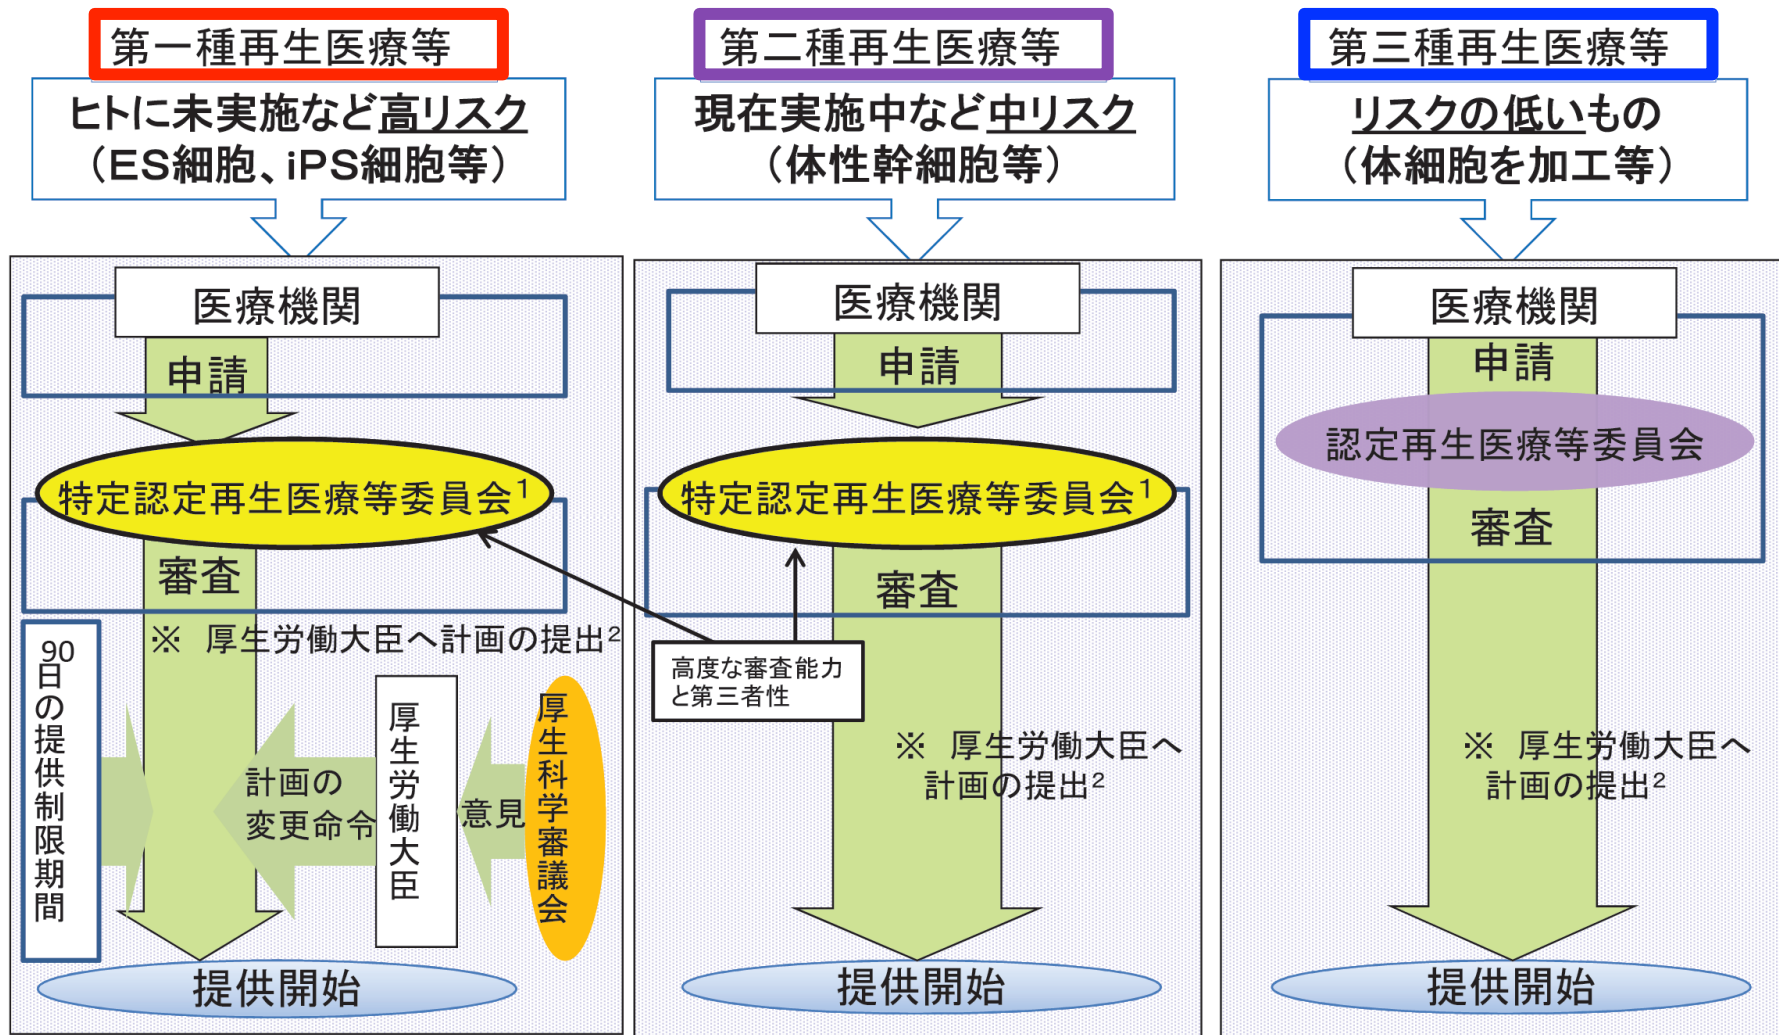 第一種再生医療等
ヒトに未実施など高リスク
（ES細胞、iPS細胞等）
医療機関
申請
特定認定再生医療等委員会1
審査
※ 厚生労働大臣へ計画の提出2
90日の提供制限期間
計画の
変更命令
厚生労働大臣
意見
厚生科学審議会
提供開始
第二種再生医療等
現在実施中など中リスク
（体性幹細胞等）
医療機関
申請
特定認定再生医療等委員会1
審査
高度な審査能力
と第三者性
※ 厚生労働大臣へ
計画の提出2
提供開始
第三種再生医療等
リスクの低いもの
（体細胞を加工等）
医療機関
申請
認定再生医療等委員会
審査
※ 厚生労働大臣へ
計画の提出2
提供開始